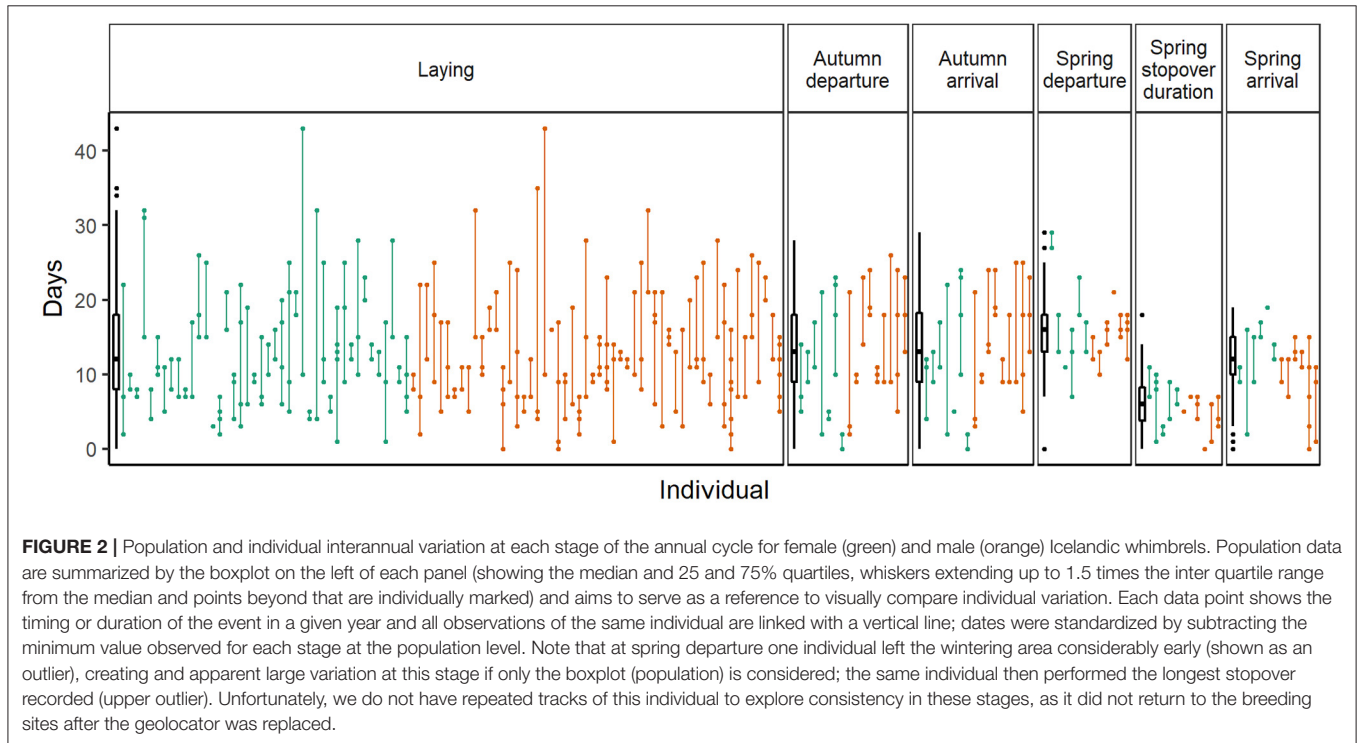 Laying
Autumn
departure
Autumn
arrival
Spring
departure
Spring
stopover
duration
Spring
arrival
40
30
20
10
0
Days
Individual
FIGURE 2 | Population and individual interannual variation at each stage of the annual cycle for female (green) and male (orange) Icelandic whimbrels. Population data
are summarized by the boxplot on the left of each panel (showing the median and 25 and 75% quartiles, whiskers extending up to 1.5 times the inter quartile range
from the median and points beyond that are individually marked) and aims to serve as a reference to visually compare individual variation. Each data point shows the
timing or duration of the event in a given year and all observations of the same individual are linked with a vertical line; dates were standardized by subtracting the
minimum value observed for each stage at the population level. Note that at spring departure one individual left the wintering area considerably early (shown as an
outlier), creating and apparent large variation at this stage if only the boxplot (population) is considered; the same individual then performed the longest stopover
recorded (upper outlier). Unfortunately, we do not have repeated tracks of this individual to explore consistency in these stages, as it did not return to the breeding
sites after the geolocator was replaced.